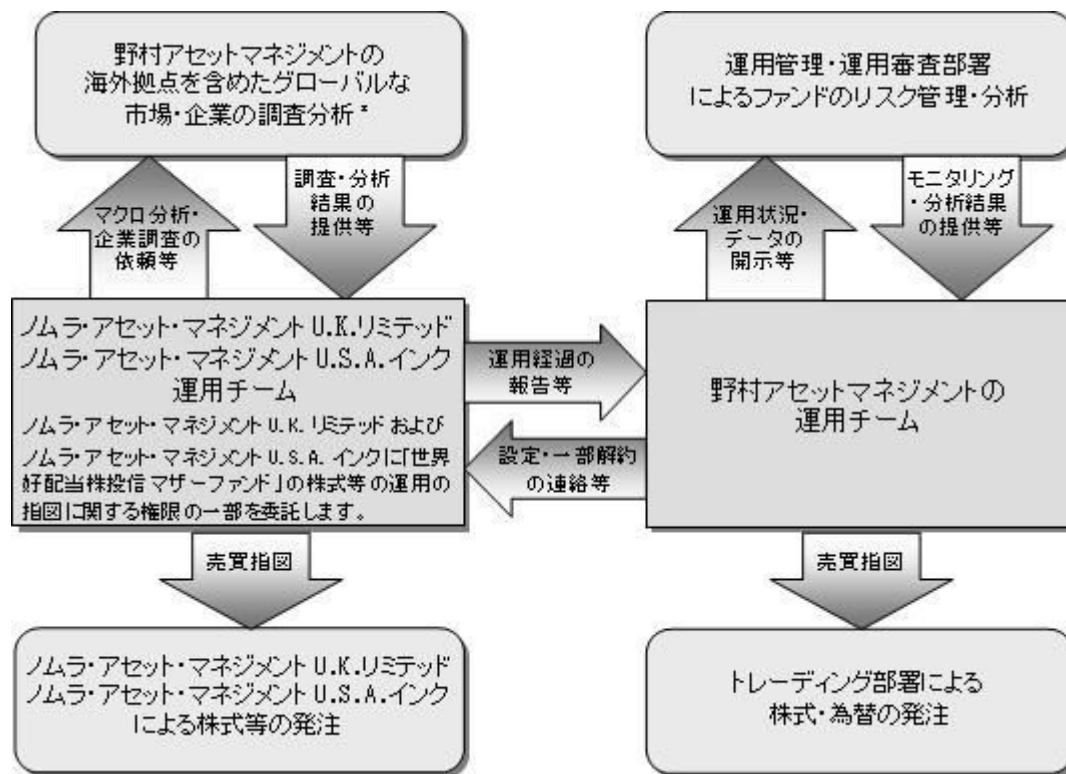 野村アセットマネジメントの
海外拠点を含めたグローバルな
市場・企業の調査分析*
運用管理・運用審査部署
によるファンドのリスク管理・分析
マクロ分析・
企業調査の
依頼等
調査・分析
結果の
提供等
運用状況・
データの
開示等
モニタリング
・分析結果
の提供等
ノムラ・アセット・マネジメントU.K.リミテッド
ノムラ・アセット・マネジメントU.S.A.インク
運用チーム
ノムラ・アセット・マネジメントU.K.リミテッドおよび
ノムラ・アセット・マネジメントU.S.A.インクに「世界
好配当株投信マザーファンド」の株式等の運用の
指図に関する権限の一部を委託します。
運用経過の
報告等
設定・一部解約
の連絡等
野村アセットマネジメントの
運用チーム
売買指図
売買指図
ノムラ・アセット・マネジメントU.K.リミテッド
ノムラ・アセット・マネジメントU.S.A.インク
による株式等の発注
トレーディング部署による
株式・為替の発注